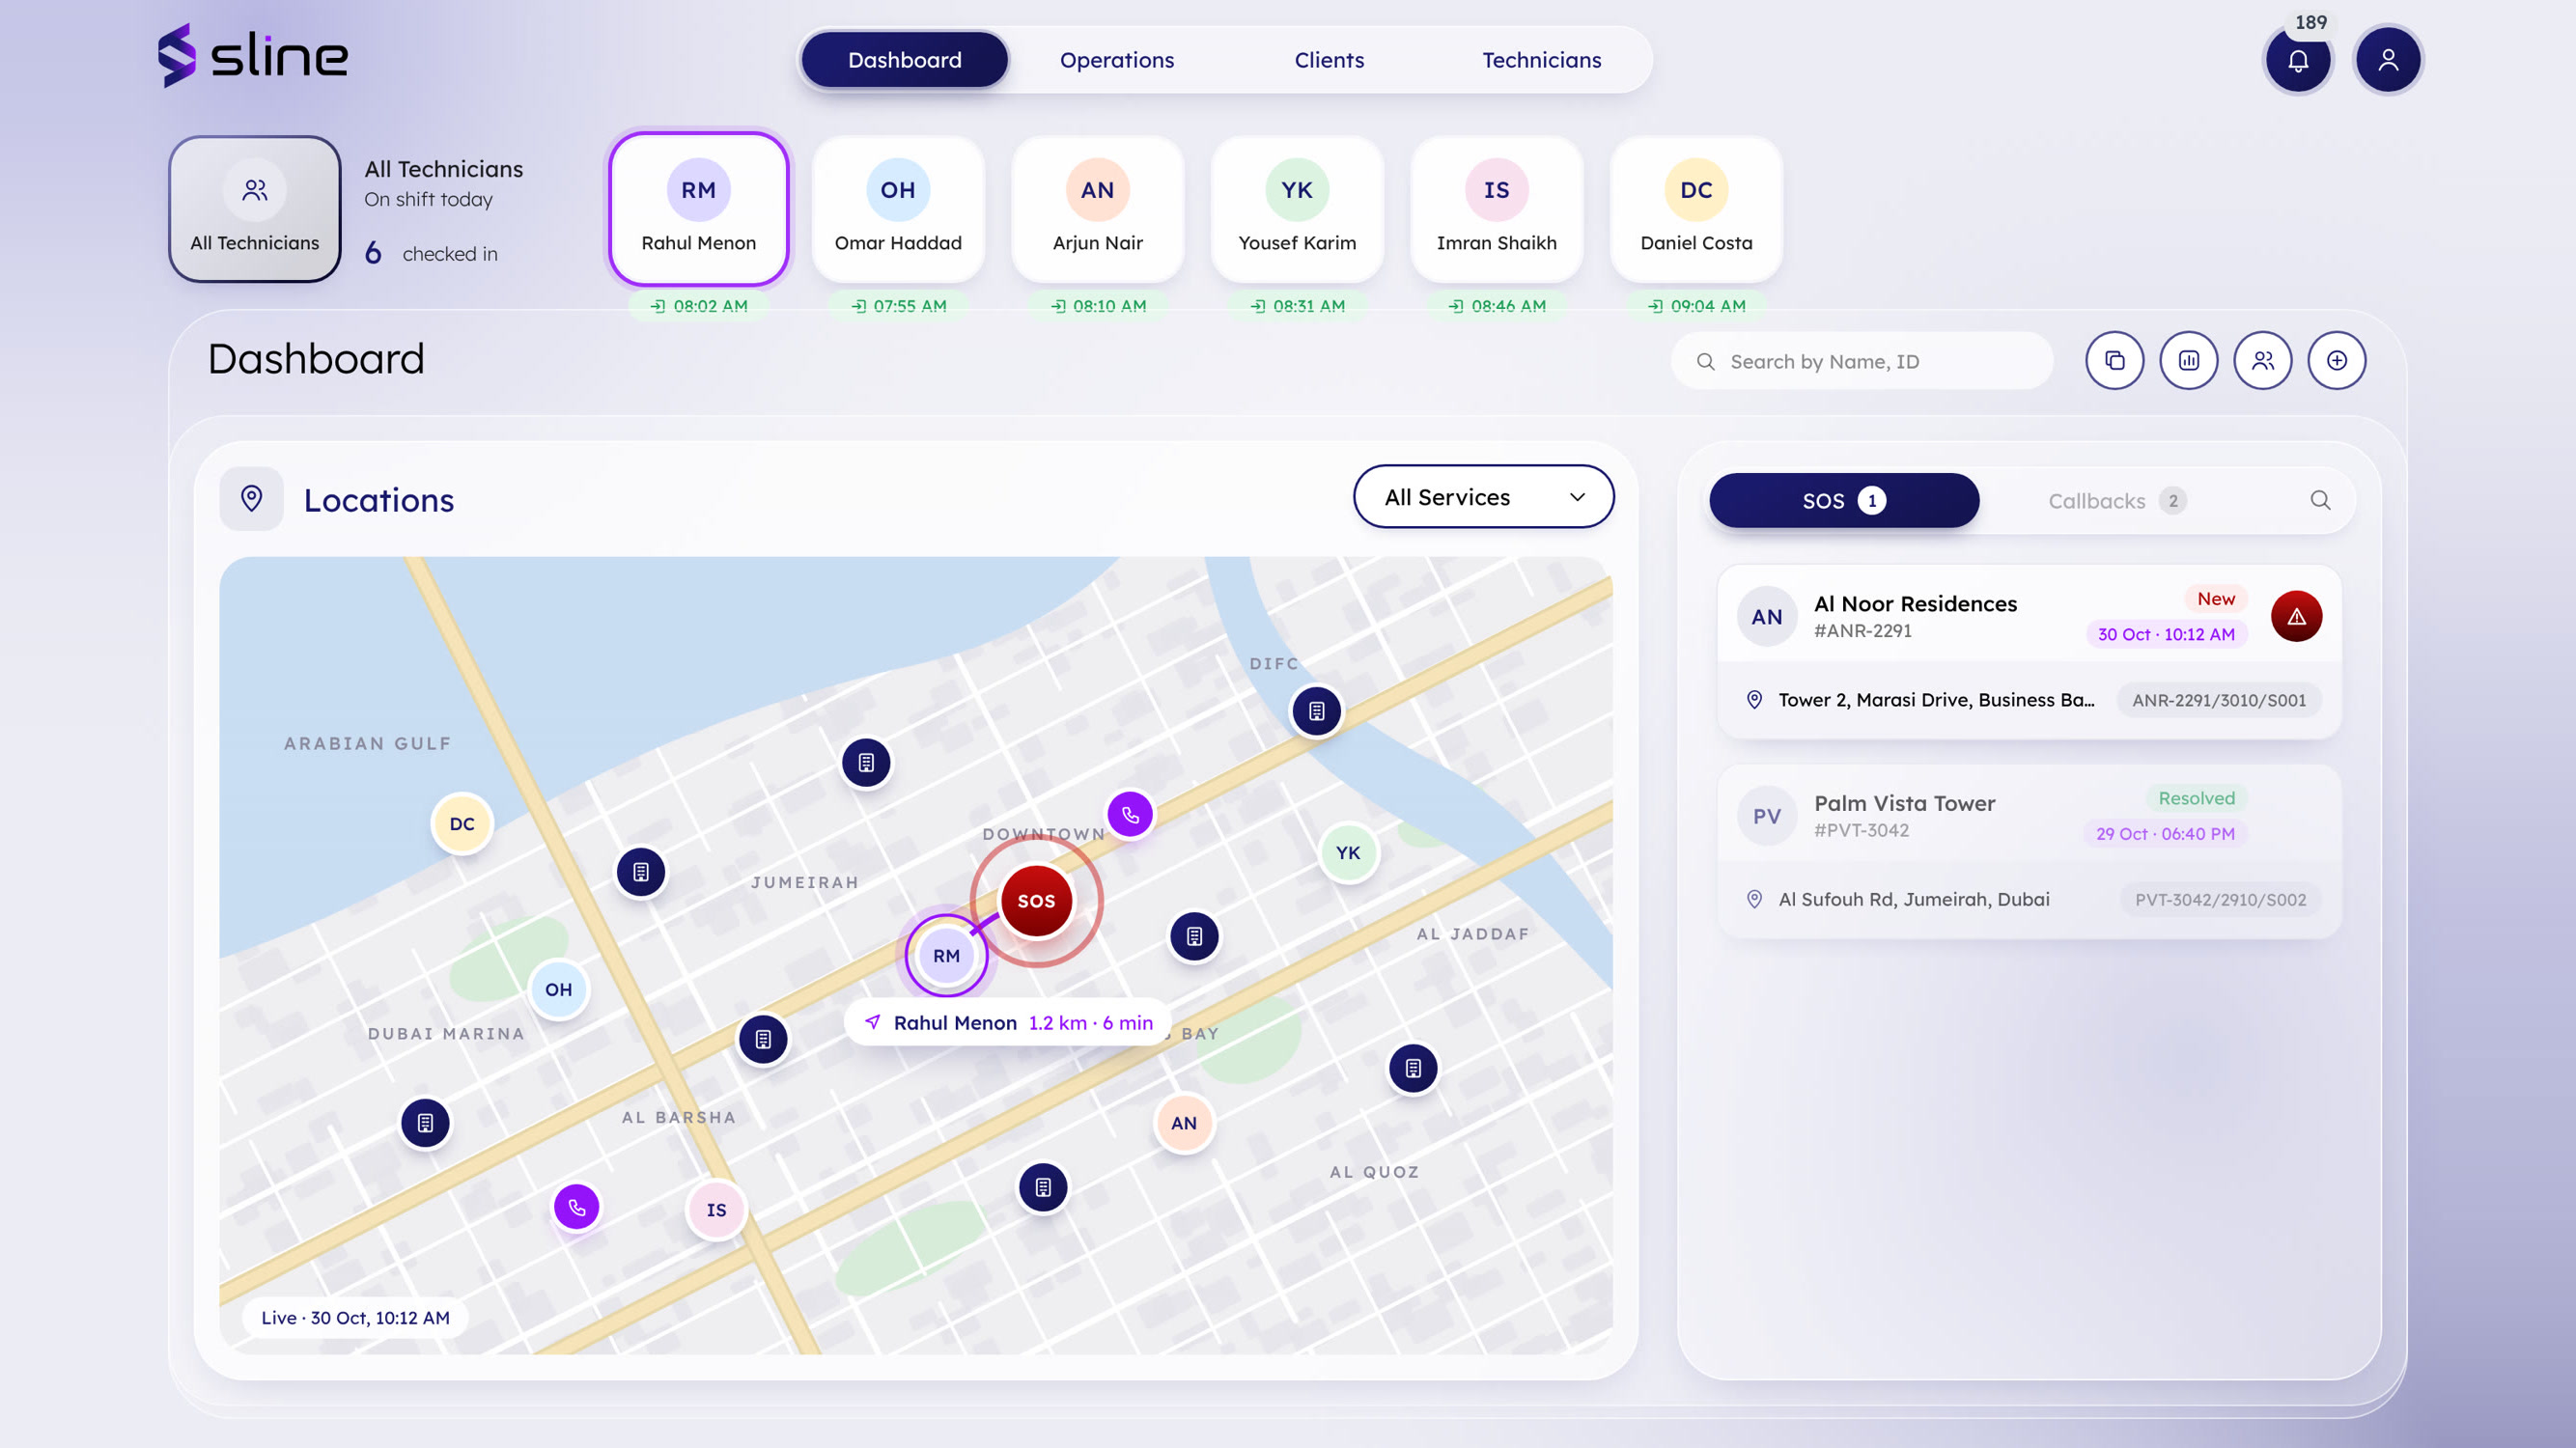 sline
Dashboard
Operations
Clients
Technicians
189
All Technicians
All Technicians
On shift today
6 checked in
RM
Rahul Menon
08:02 AM
OH
Omar Haddad
07:55 AM
AN
Arjun Nair
08:10 AM
YK
Yousef Karim
08:31 AM
IS
Imran Shaikh
08:46 AM
DC
Daniel Costa
09:04 AM
Dashboard
Search by Name, ID
Locations
All Services
DIFC
ARABIAN GULF
DC
DOWNTOWN
YK
JUMEIRAH
SOS
AL JADDAF
RM
OH
Rahul Menon 1.2 km · 6 min
BAY
DUBAI MARINA
AL BARSHA
AN
AL QUOZ
IS
Live · 30 Oct, 10:12 AM
SOS 1
Callbacks 2
AN
Al Noor Residences
#ANR-2291
New
30 Oct · 10:12 AM
Tower 2, Marasi Drive, Business Ba...
ANR-2291/3010/S001
PV
Palm Vista Tower
#PVT-3042
Resolved
29 Oct · 06:40 PM
Al Sufouh Rd, Jumeirah, Dubai
PVT-3042/2910/S002